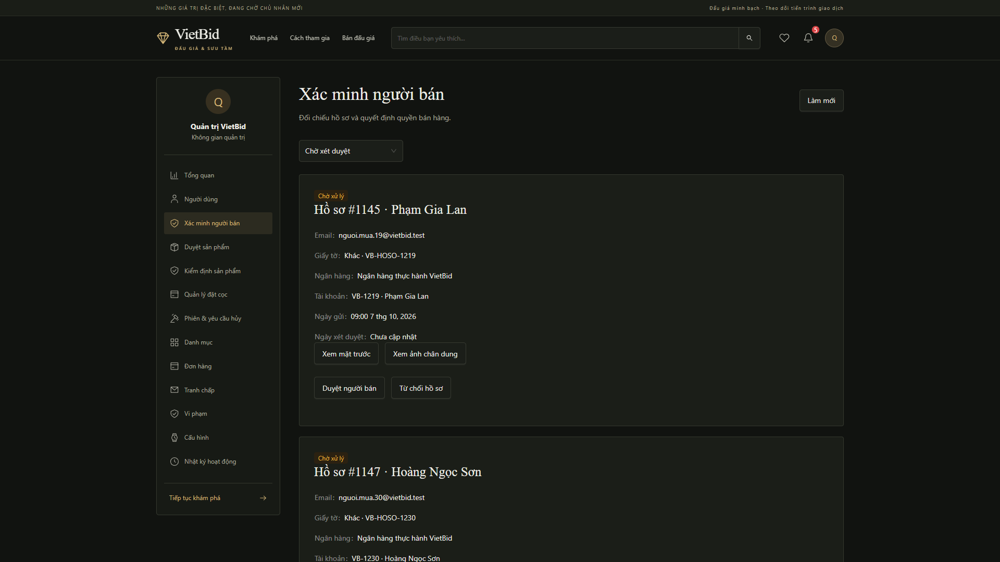 NHỮNG GIÁ TRỊ ĐẶC BIỆT, ĐANG CHỜ CHỦ NHÂN MỚI
Đấu giá minh bạch · Theo dõi tiến trình giao dịch
VietBid
ĐẤU GIÁ & SƯU TẦM
Khám phá
Cách tham gia
Bán đấu giá
Tìm điều bạn yêu thích...
5
Q
Q
Quản trị VietBid
Không gian quản trị
Tổng quan
Người dùng
Xác minh người bán
Duyệt sản phẩm
Kiểm định sản phẩm
Quản lý đặt cọc
Phiên & yêu cầu hủy
Danh mục
Đơn hàng
Tranh chấp
Vi phạm
Cấu hình
Nhật ký hoạt động
Tiếp tục khám phá
Xác minh người bán
Đối chiếu hồ sơ và quyết định quyền bán hàng.
Làm mới
Chờ xét duyệt
Chờ xử lý
Hồ sơ #1145 · Phạm Gia Lan
Email: nguoi.mua.19@vietbid.test
Giấy tờ: Khác · VB-HOSO-1219
Ngân hàng: Ngân hàng thực hành VietBid
Tài khoản: VB-1219 · Phạm Gia Lan
Ngày gửi: 09:00 7 thg 10, 2026
Ngày xét duyệt: Chưa cập nhật
Xem mặt trước
Xem ảnh chân dung
Duyệt người bán
Từ chối hồ sơ
Chờ xử lý
Hồ sơ #1147 · Hoàng Ngọc Sơn
Email: nguoi.mua.30@vietbid.test
Giấy tờ: Khác · VB-HOSO-1230
Ngân hàng: Ngân hàng thực hành VietBid
Tài khoản: VB-1230 · Hoàng Ngọc Sơn